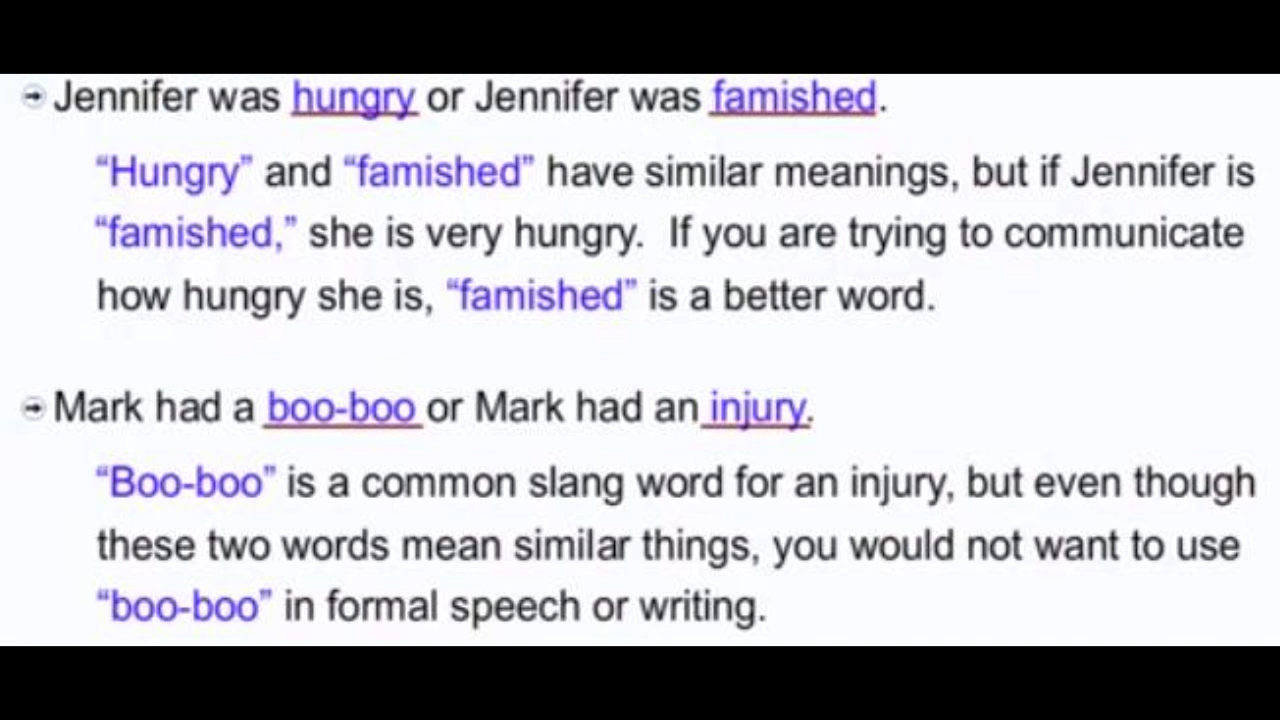 Jennifer was hungry or Jennifer was famished.
“Hungry” and “famished” have similar meanings, but if Jennifer is
“famished,” she is very hungry.  If you are trying to communicate
how hungry she is, “famished” is a better word.
Mark had a boo-boo or Mark had an injury.
“Boo-boo” is a common slang word for an injury, but even though
these two words mean similar things, you would not want to use
“boo-boo” in formal speech or writing.